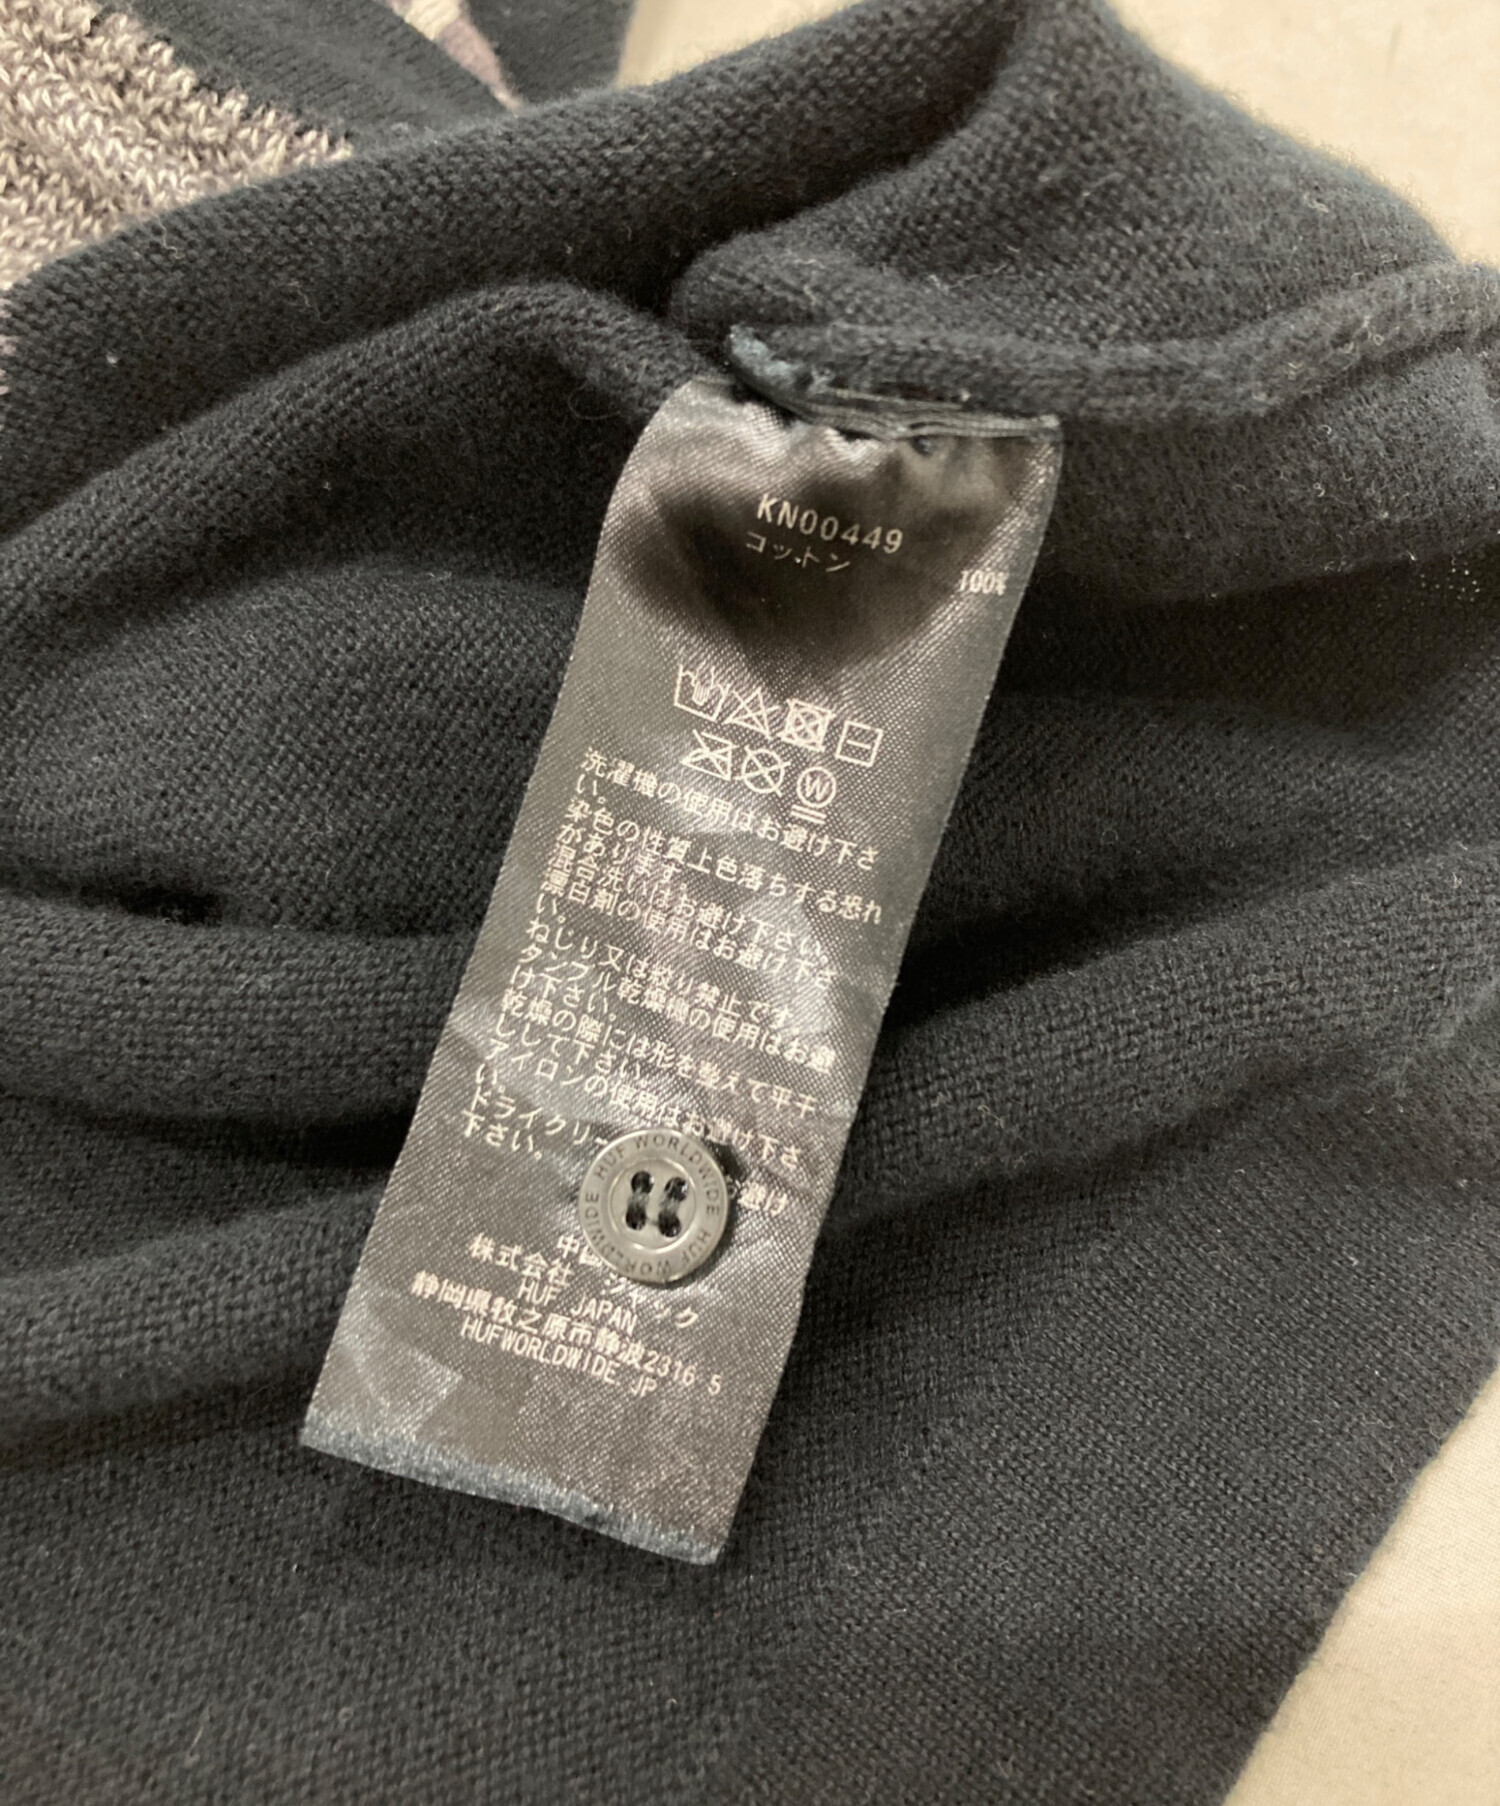 KN00449
コットン 100%
W
洗濯機の使用はお避け下さ
い。
染色の性質上色落ちする恐れ
があります。
混合洗いはお避け下さい。
漂白剤の使用はお避け下さ
い。
ねじり又は絞り禁止です。
タンブル乾燥機の使用はお避
け下さい。
乾燥の際には形を整えて平干
しして下さい。
アイロンの使用はお避け下さ
い。
ドライクリー 避け
下さい。
HUF WORLDWIDE HUF WORLDWIDE
中国
株式会社 ック
HUF JAPAN
静岡県牧之原市静波2316 5
HUFWORLDWIDE.JP